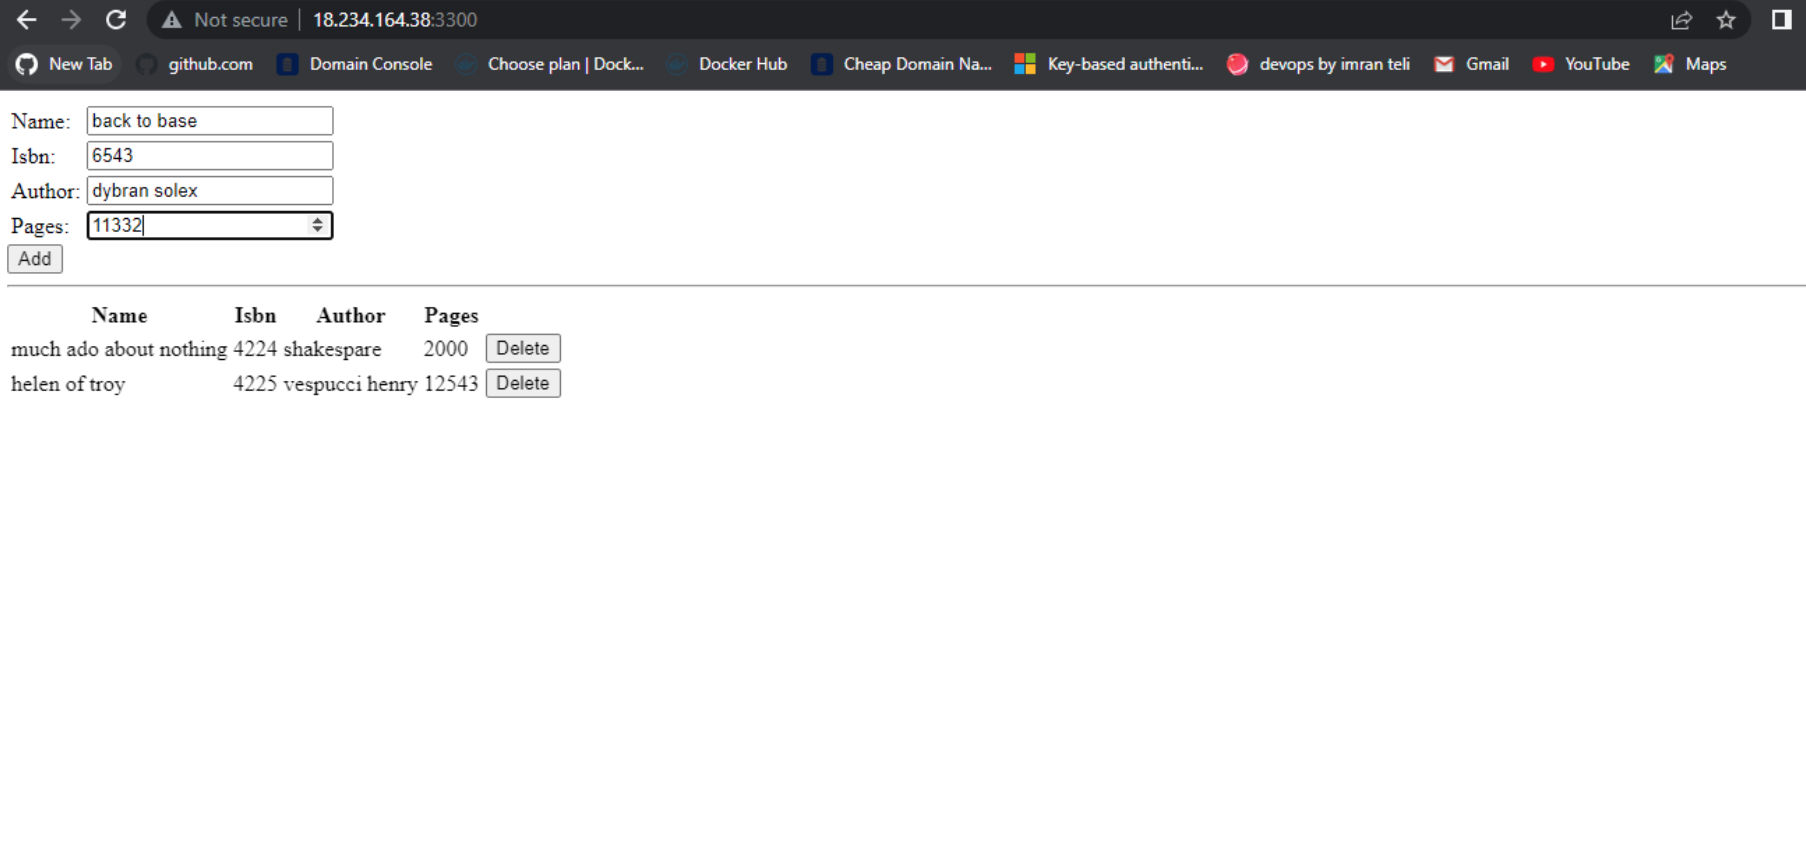 Not secure | 18.234.164.38:3300
New Tab github.com Domain Console Choose plan | Dock... Docker Hub Cheap Domain Na... Key-based authenti... devops by imran teli Gmail YouTube Maps
Name: back to base
Isbn: 6543
Author: dybran solex
Pages: 11332
Add
Name Isbn Author Pages
much ado about nothing 4224 shakespare 2000 Delete
helen of troy 4225 vespucci henry 12543 Delete